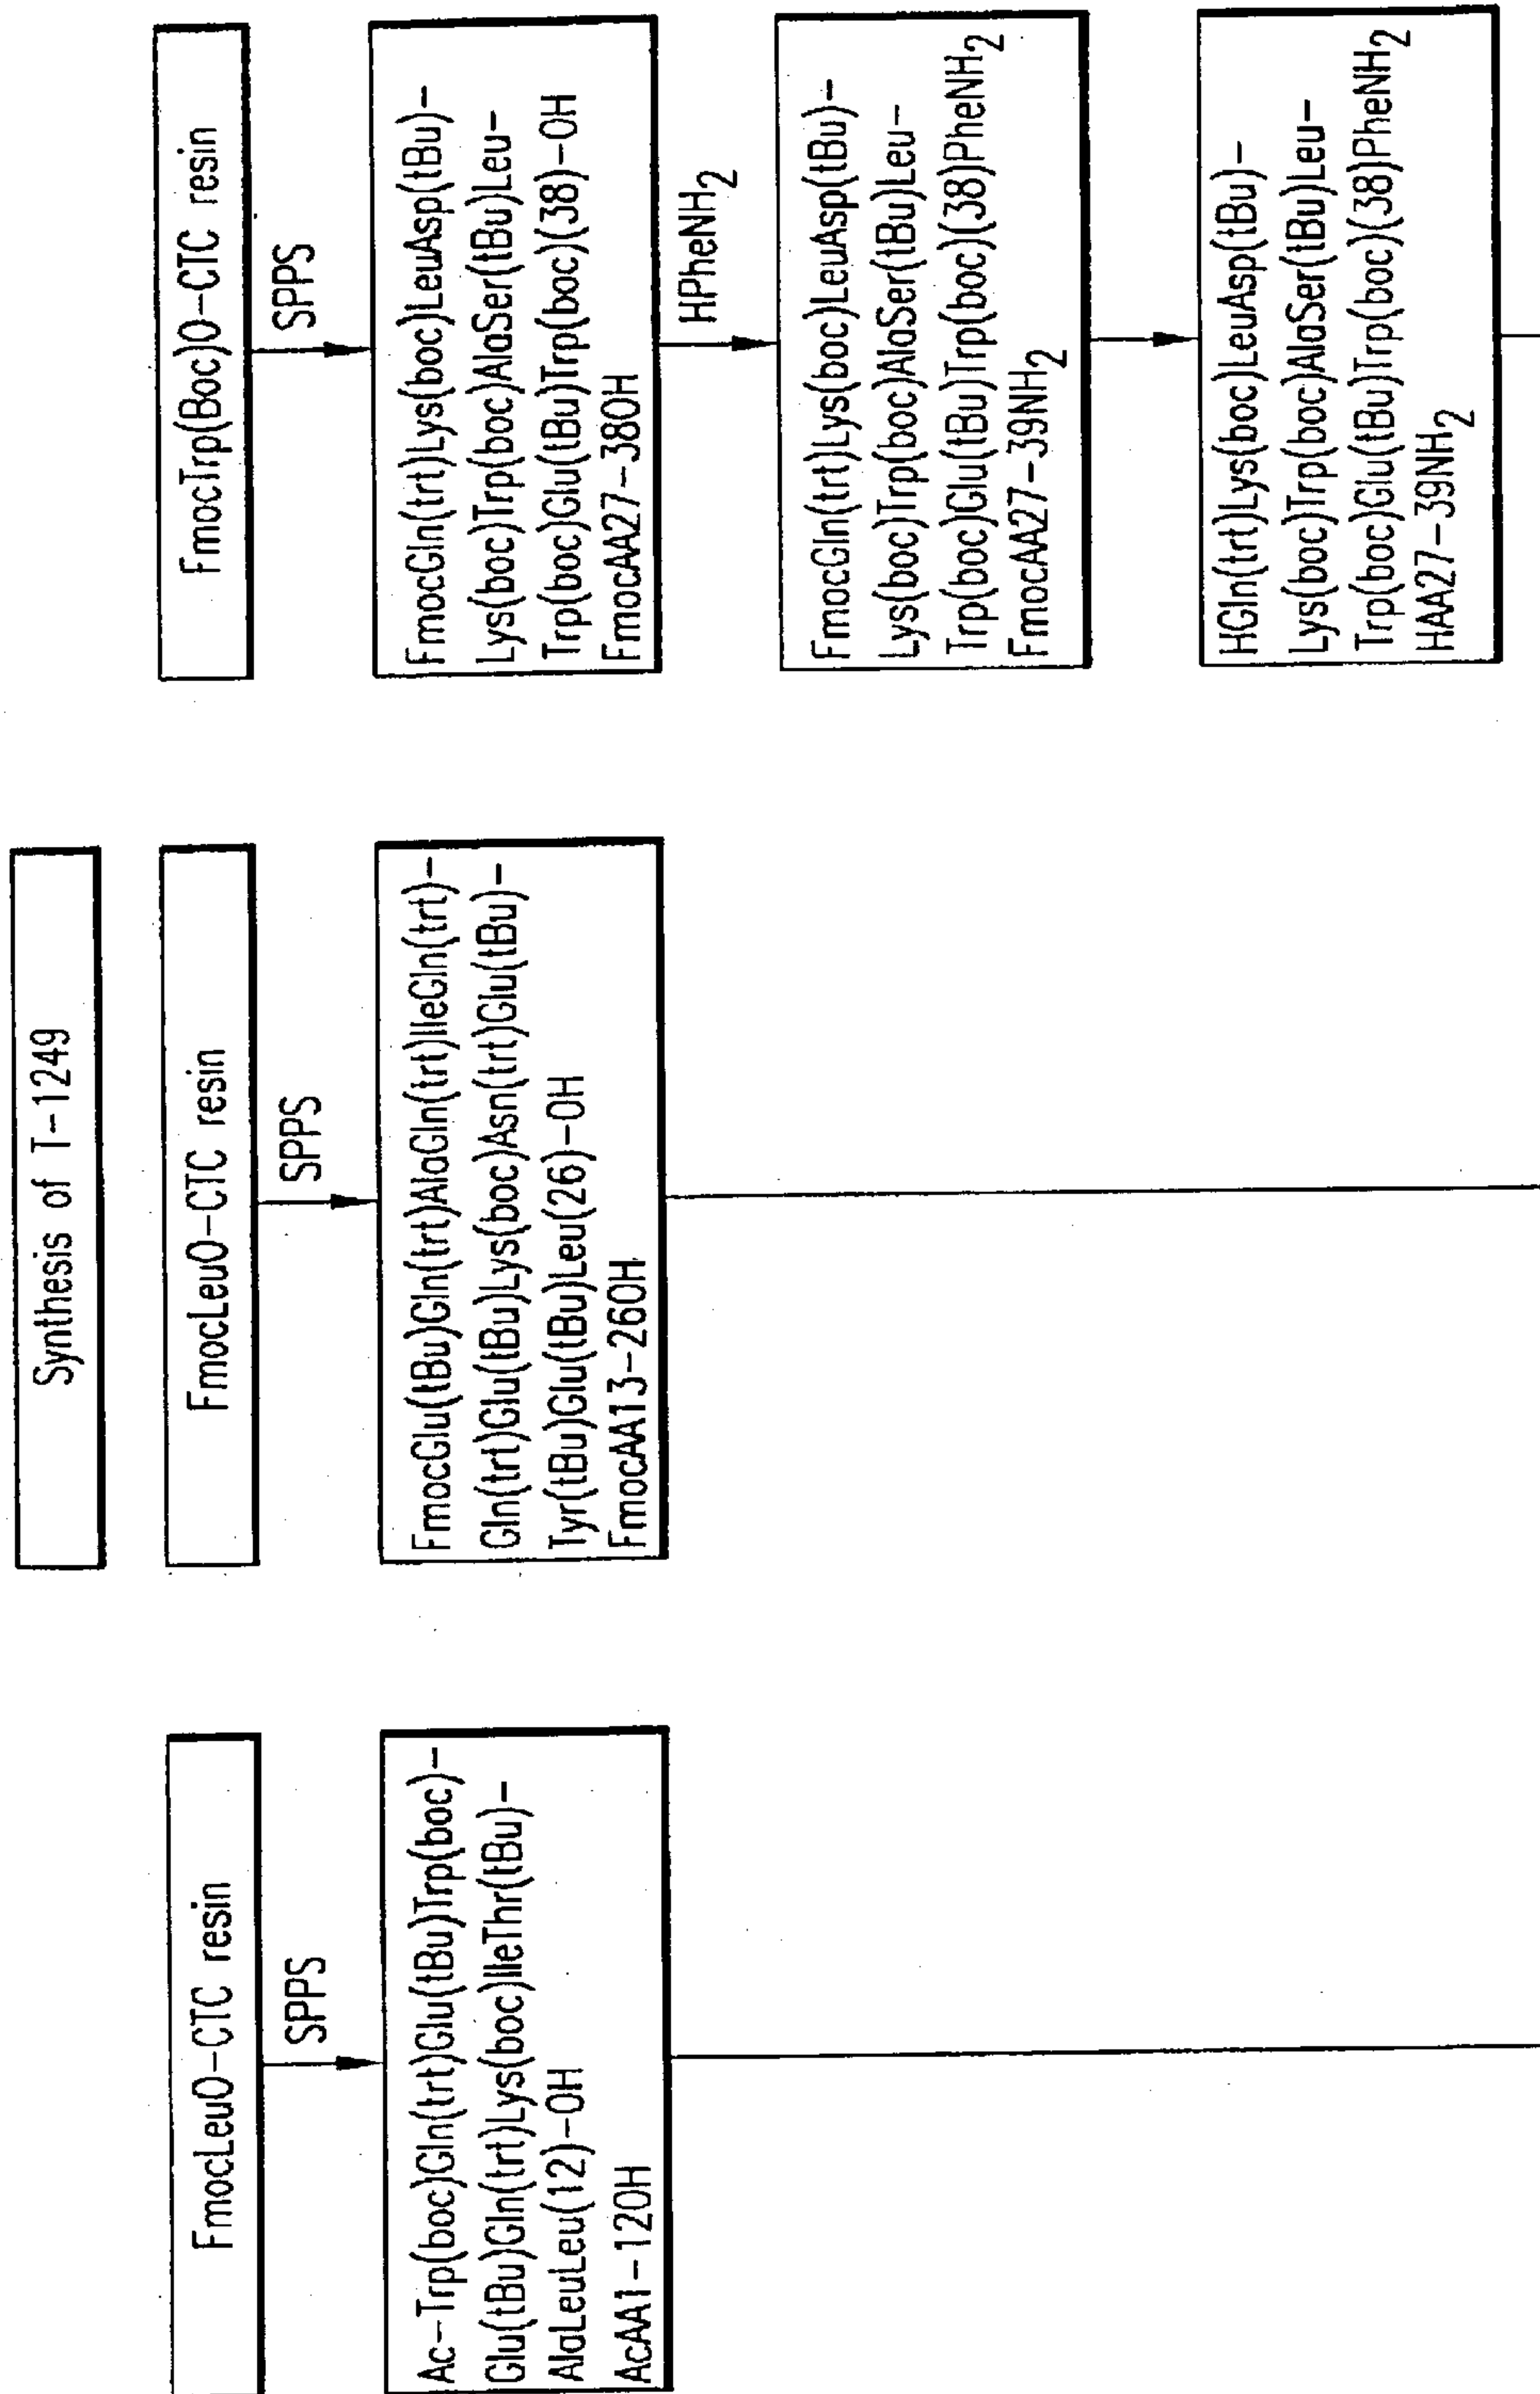 Synthesis of T-1249
FmocLeuO-CTC resin
SPPS
Ac-Trp(boc)Gln(trt)Glu(tBu)Trp(boc)-
Glu(tBu)Gln(trt)Lys(boc)IleThr(tBu)-
AlaLeuLeu(12)-OH
AcAA1-12OH
FmocLeuO-CTC resin
SPPS
FmocGlu(tBu)Gln(trt)AlaGln(trt)IleGln(trt)-
Gln(trt)Glu(tBu)Lys(boc)Asn(trt)Glu(tBu)-
Tyr(tBu)Glu(tBu)Leu(26)-OH
FmocAA13-26OH
FmocTrp(Boc)O-CTC resin
SPPS
FmocGln(trt)Lys(boc)LeuAsp(tBu)-
Lys(boc)Trp(boc)AlaSer(tBu)Leu-
Trp(boc)Glu(tBu)Trp(boc)(38)-OH
FmocAA27-38OH
HPheNH2
FmocGln(trt)Lys(boc)LeuAsp(tBu)-
Lys(boc)Trp(boc)AlaSer(tBu)Leu-
Trp(boc)Glu(tBu)Trp(boc)(38)PheNH2
FmocAA27-39NH2
HGln(trt)Lys(boc)LeuAsp(tBu)-
Lys(boc)Trp(boc)AlaSer(tBu)Leu-
Trp(boc)Glu(tBu)Trp(boc)(38)PheNH2
HAA27-39NH2